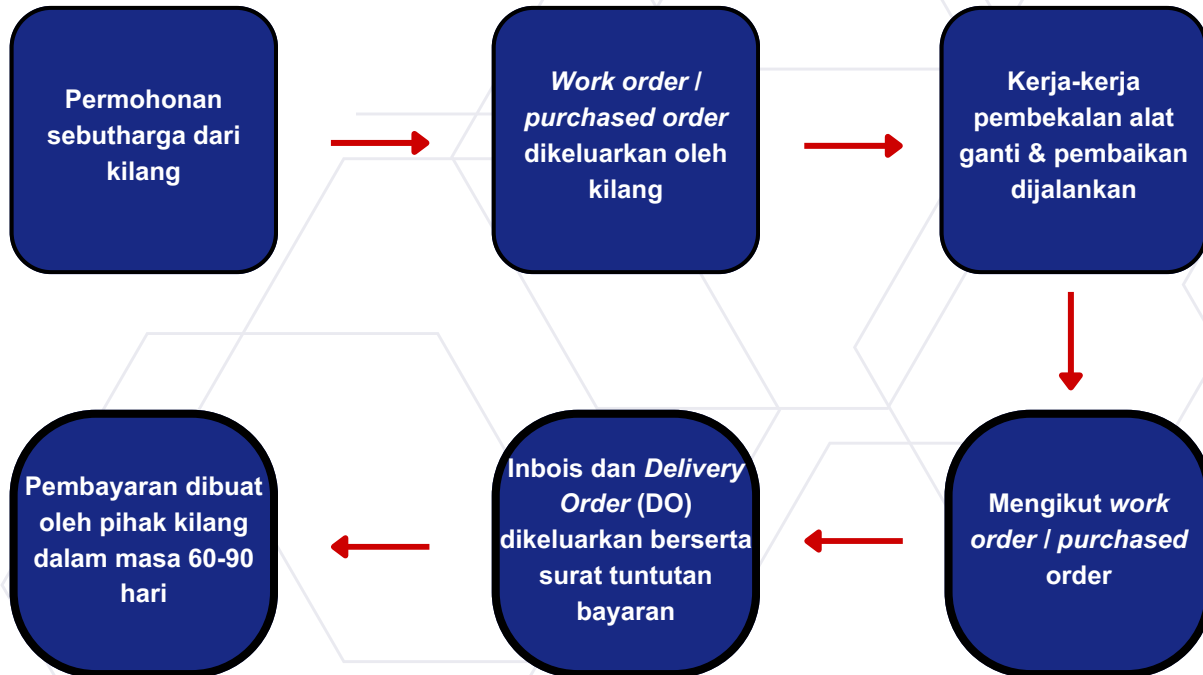 Permohonan
sebutharga dari
kilang
Work order /
purchased order
dikeluarkan oleh
kilang
Kerja-kerja
pembekalan alat
ganti & pembaikan
dijalankan
Mengikut work
order / purchased
order
Inbois dan Delivery
Order (DO)
dikeluarkan berserta
surat tuntutan
bayaran
Pembayaran dibuat
oleh pihak kilang
dalam masa 60-90
hari